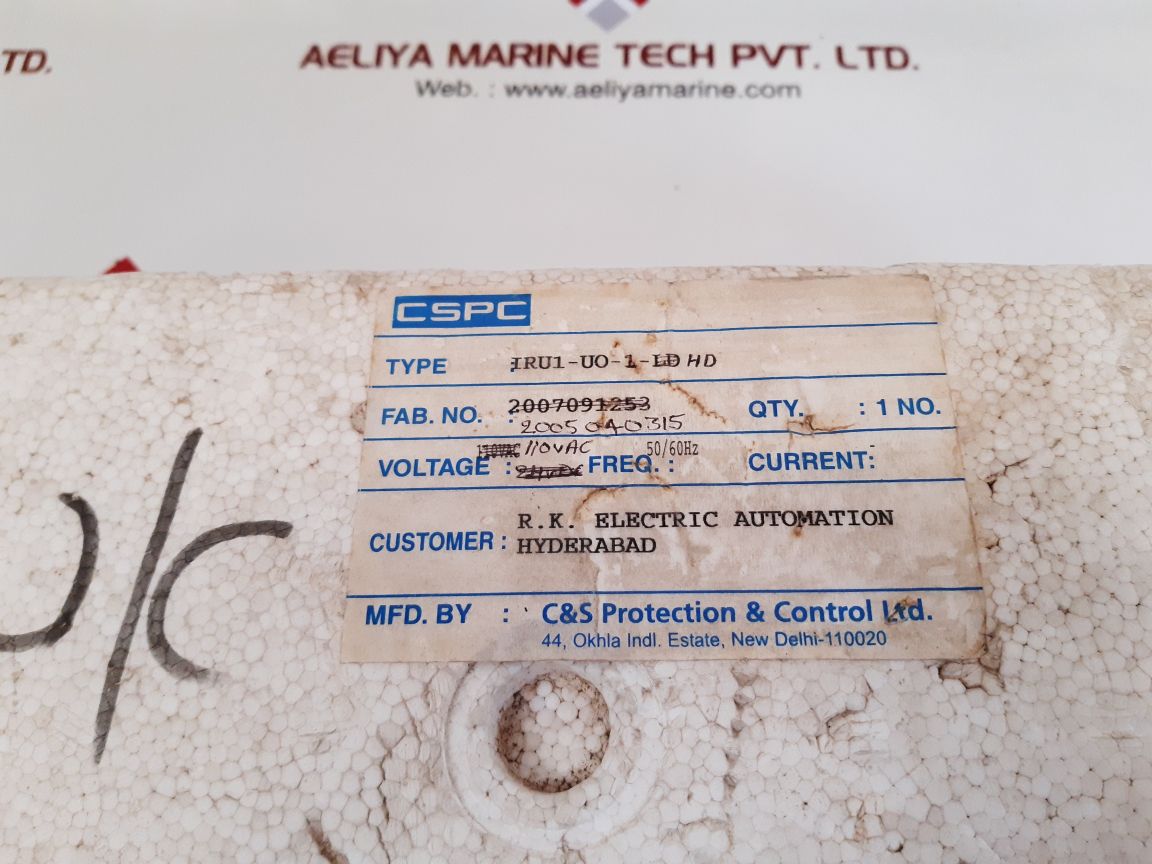 TD.
AELIYA MARINE TECH PVT. LTD.
Web. : www.aeliyamarine.com
CSPC
TYPE : IRU1-UO-1-LD HD
FAB. NO. : 2007091253 QTY. : 1 NO.
2005040315
110VAC 50/60Hz
VOLTAGE : FREQ. : CURRENT:
CUSTOMER : R.K. ELECTRIC AUTOMATION
HYDERABAD
MFD. BY : C&S Protection & Control Ltd.
44, Okhla Indl. Estate, New Delhi-110020